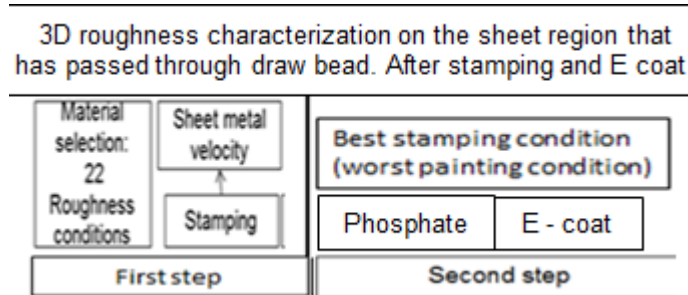 3D roughness characterization on the sheet region that
has passed through draw bead. After stamping and E coat
Material
selection:
22
Roughness
conditions
Sheet metal
velocity
Stamping
Best stamping condition
(worst painting condition)
Phosphate
E - coat
First step
Second step